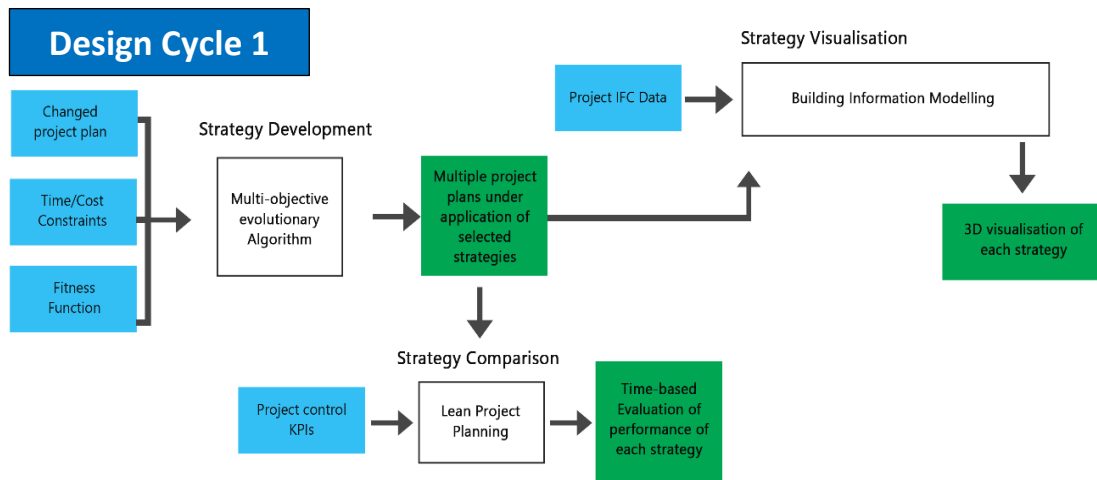 Design Cycle 1
Strategy Visualisation
Project IFC Data
Building Information Modelling
Changed
project plan
Strategy Development
Time/Cost
Constraints
Multi-objective
evolutionary
Algorithm
Multiple project
plans under
application of
selected
strategies
3D visualisation of
each strategy
Fitness
Function
Strategy Comparison
Project control
KPIs
Lean Project
Planning
Time-based
Evaluation of
performance of
each strategy